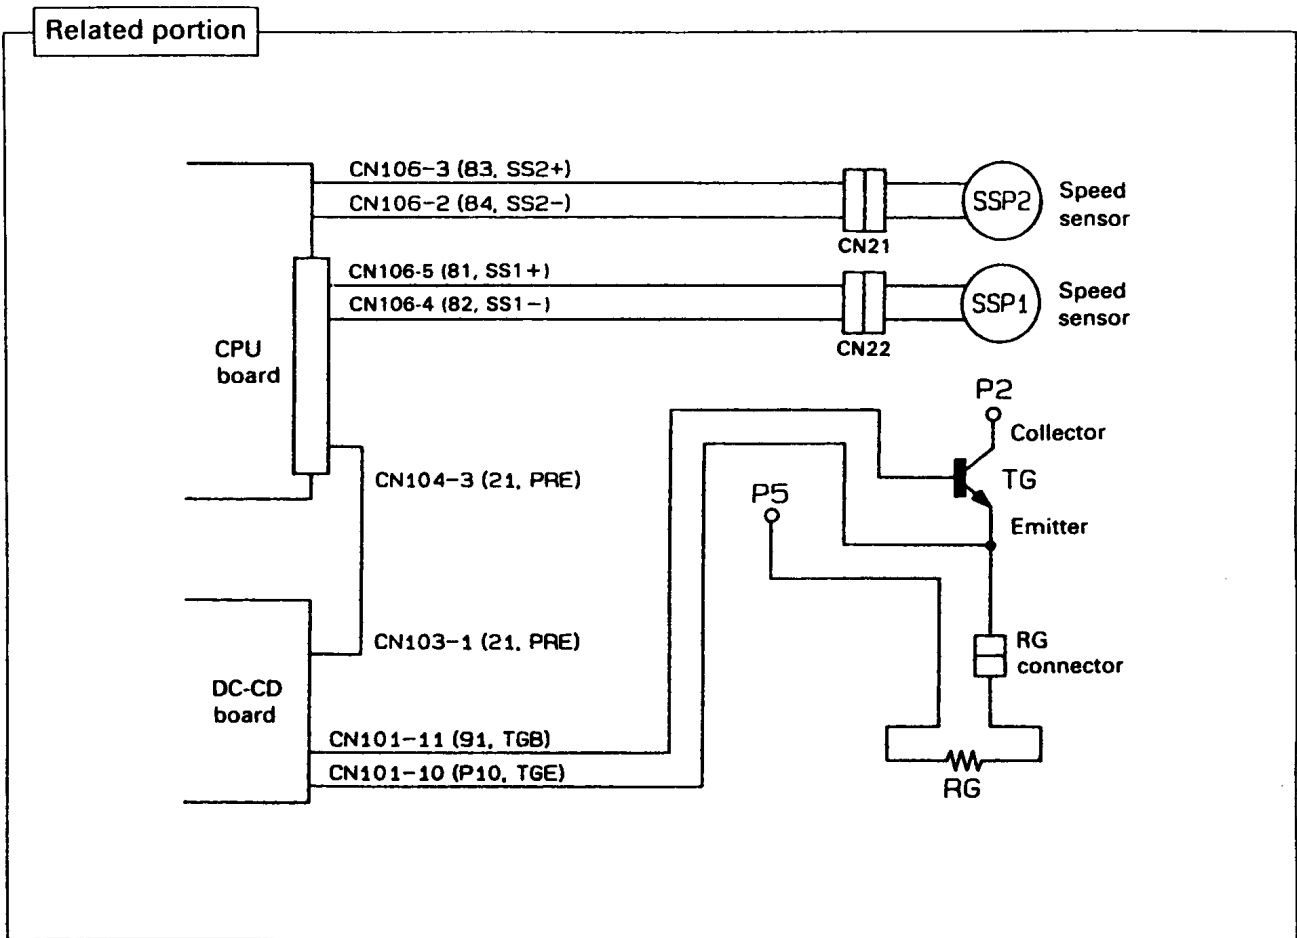 Related portion
CN106-3 (83, SS2+)
CN106-2 (84, SS2-)
CN21
SSP2
Speed
sensor
CN106-5 (81, SS1+)
CN106-4 (82, SS1-)
CN22
SSP1
Speed
sensor
CPU
board
CN104-3 (21, PRE)
P2
Collector
TG
Emitter
P5
CN103-1 (21, PRE)
RG
connector
DC-CD
board
CN101-11 (91, TGB)
CN101-10 (P10, TGE)
RG